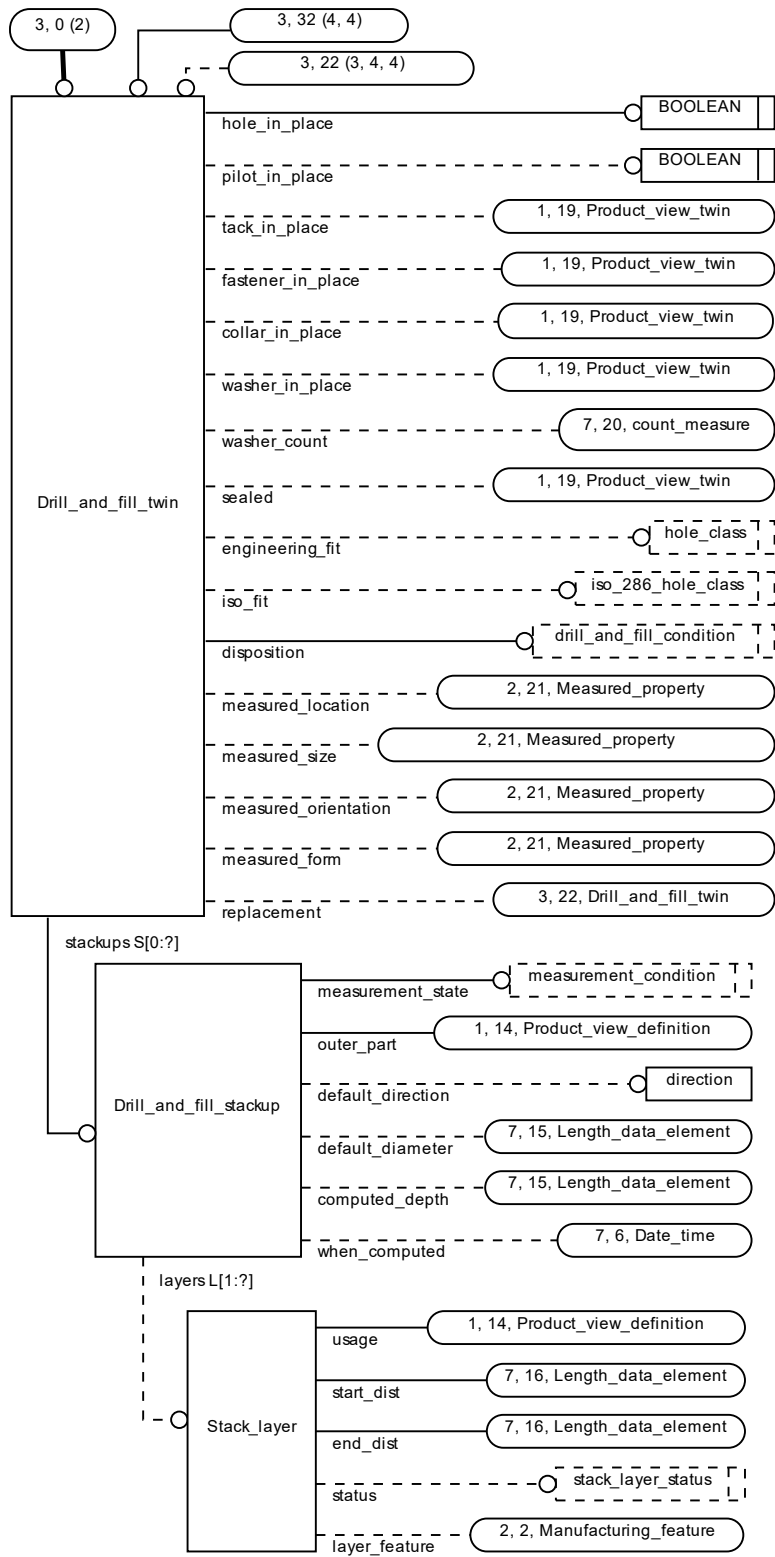 3, 0 (2)
3, 32 (4, 4)
3, 22 (3, 4, 4)
BOOLEAN
hole_in_place
BOOLEAN
pilot_in_place
1, 19, Product_view_twin
tack_in_place
1, 19, Product_view_twin
fastener_in_place
1, 19, Product_view_twin
collar_in_place
1, 19, Product_view_twin
washer_in_place
7, 20, count_measure
washer_count
1, 19, Product_view_twin
sealed
Drill_and_fill_twin
hole_class
engineering_fit
iso_286_hole_class
iso_fit
drill_and_fill_condition
disposition
2, 21, Measured_property
measured_location
2, 21, Measured_property
measured_size
2, 21, Measured_property
measured_orientation
2, 21, Measured_property
measured_form
3, 22, Drill_and_fill_twin
replacement
stackups S[0:?]
measurement_condition
measurement_state
1, 14, Product_view_definition
outer_part
direction
default_direction
Drill_and_fill_stackup
7, 15, Length_data_element
default_diameter
7, 15, Length_data_element
computed_depth
7, 6, Date_time
when_computed
layers L[1:?]
1, 14, Product_view_definition
usage
7, 16, Length_data_element
start_dist
Stack_layer
7, 16, Length_data_element
end_dist
stack_layer_status
status
2, 2, Manufacturing_feature
layer_feature